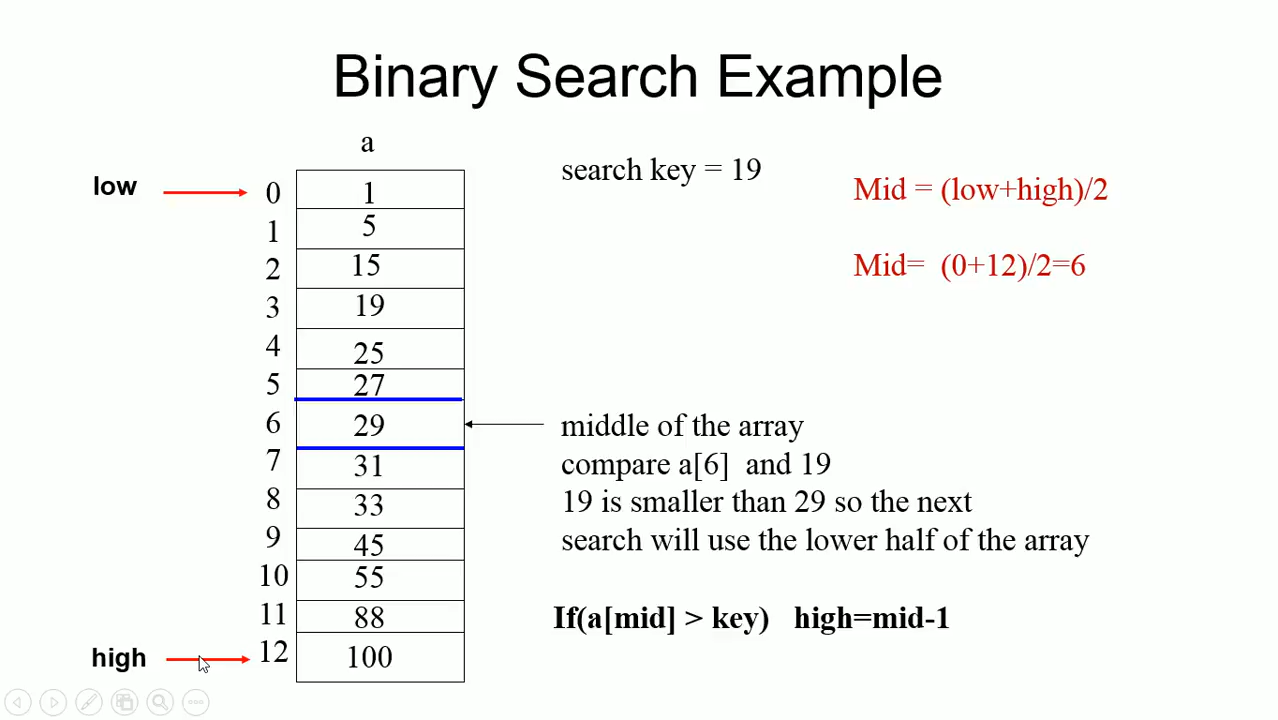 Binary Search Example
a
search key = 19
Mid = (low+high)/2
Mid=  (0+12)/2=6
low
0 1
1 5
2 15
3 19
4 25
5 27
6 29
7 31
8 33
9 45
10 55
11 88
12 100
high
middle of the array
compare a[6]  and 19
19 is smaller than 29 so the next
search will use the lower half of the array
If(a[mid] > key)   high=mid-1